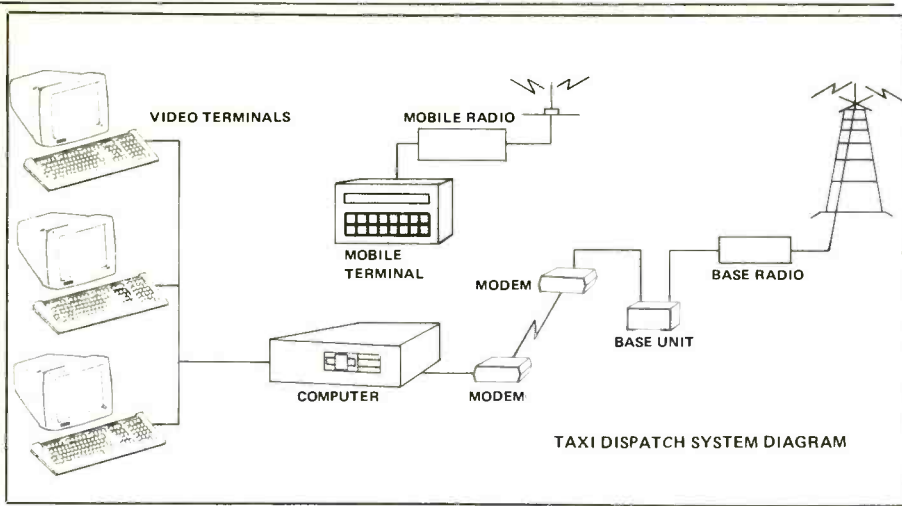 VIDEO TERMINALS
MOBILE RADIO
MOBILE
TERMINAL
MODEM
BASE RADIO
BASE UNIT
COMPUTER
MODEM
TAXI DISPATCH SYSTEM DIAGRAM